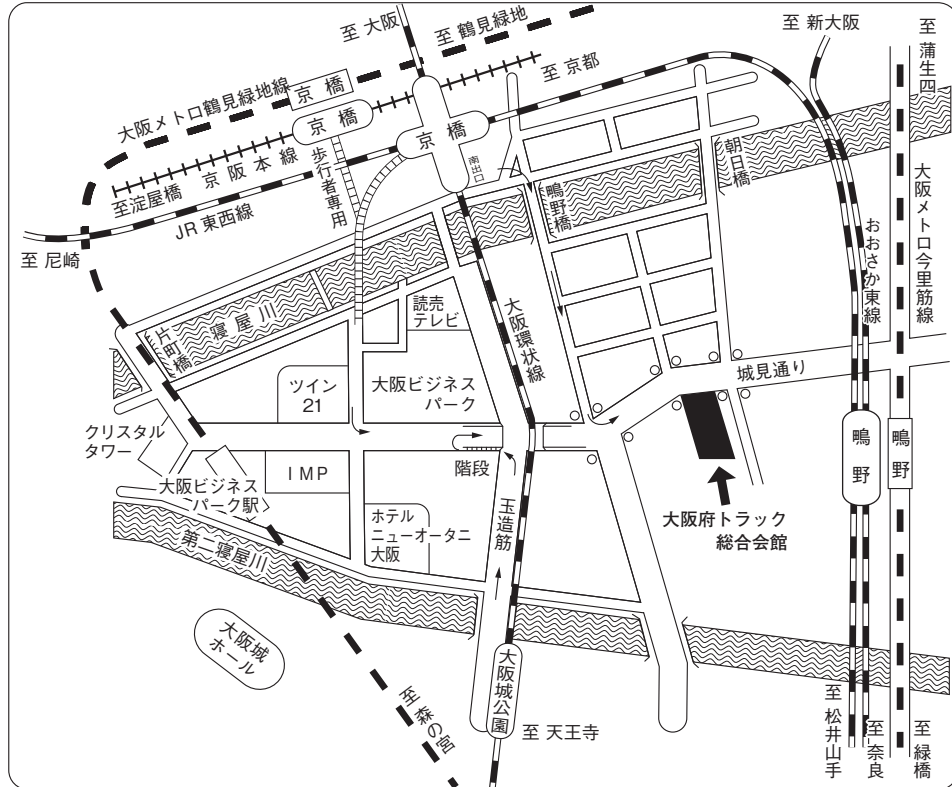 至 大阪
至 鶴見緑地
至 新大阪
至 蒲生四
大阪メトロ鶴見緑地線
京橋
至 京都
京橋
京橋
南出口
朝日橋
至淀屋橋
京阪本線
歩行者専用
JR東西線
至 尼崎
鴫野橋
大阪メトロ今里筋線
おおさか東線
寝屋川
片町橋
読売
テレビ
大阪環状線
城見通り
ツイン
21
大阪ビジネス
パーク
クリスタル
タワー
鴫野
鴫野
IMP
階段
大阪ビジネス
パーク駅
ホテル
ニューオータニ
大阪
玉造筋
大阪府トラック
総合会館
第二寝屋川
大阪城
ホール
大阪城公園
至 森の宮
至 天王寺
至 松井山手
至 奈良
至 緑橋